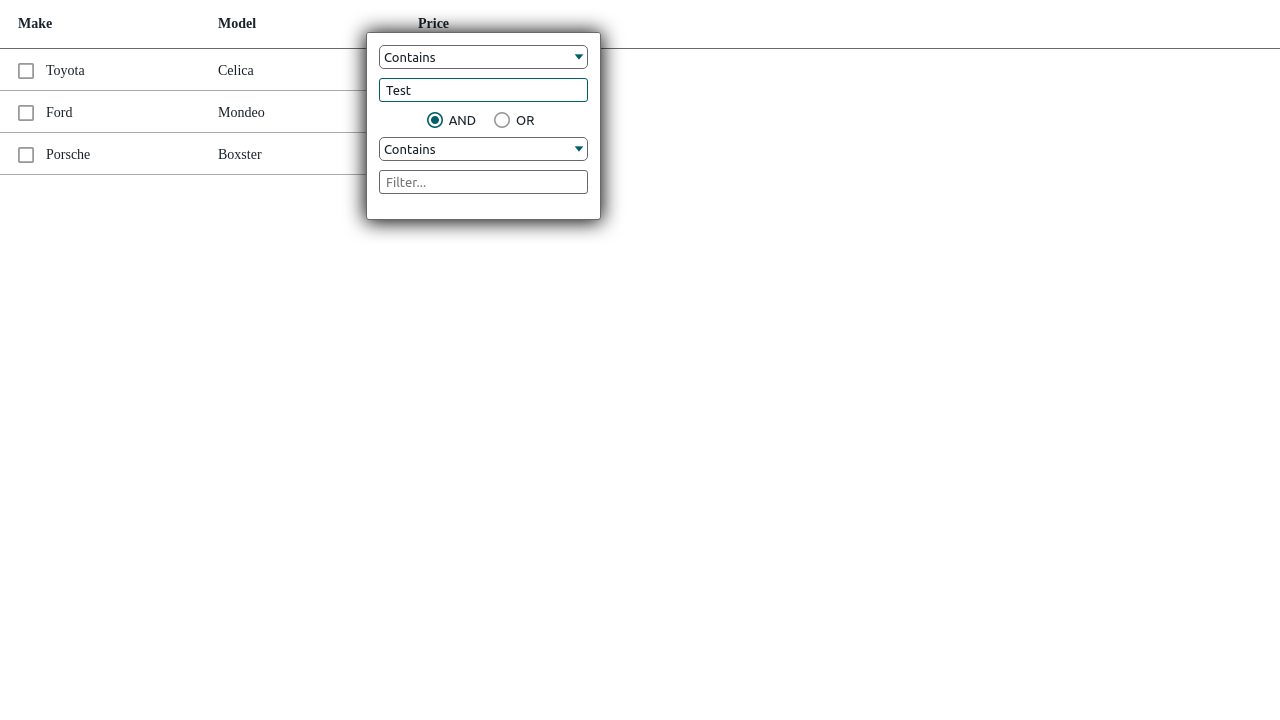 Make Model Price
Contains
Toyota Celica
Test
Ford Mondeo
AND OR
Contains
Porsche Boxster
Filter...